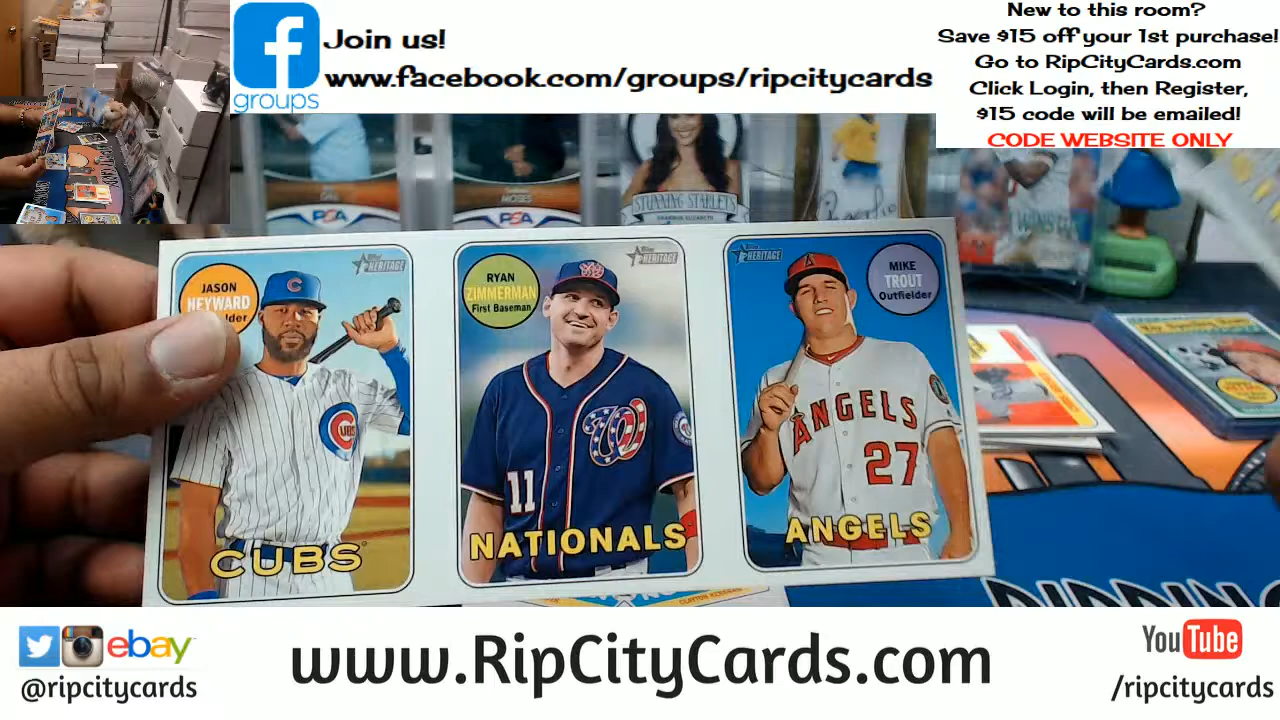 groups
Join us!
www.facebook.com/groups/ripcitycards
New to this room?
Save $15 off your 1st purchase!
Go to RipCityCards.com
Click Login, then Register,
$15 code will be emailed!
CODE WEBSITE ONLY
PSA
PSA
STUNNING STARLETS
JASON
HEYWARD
Topps
HERITAGE
CUBS
RYAN
ZIMMERMAN
First Baseman
Topps
HERITAGE
11
NATIONALS
Topps
HERITAGE
MIKE
TROUT
Outfielder
ANGELS
27
ANGELS
ebay
@ripcitycards
www.RipCityCards.com
YouTube
/ripcitycards